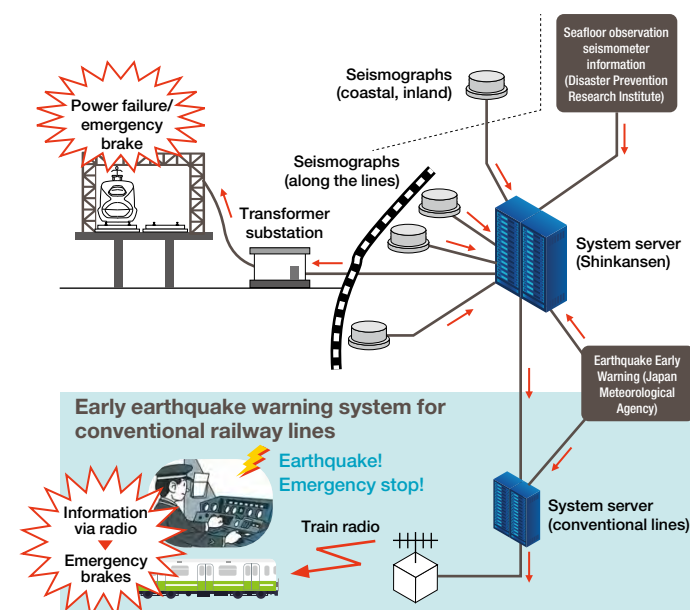 Seafloor observation
seismometer
information
(Disaster Prevention
Research Institute)
Seismographs
(coastal, inland)
Power failure/
emergency
brake
Seismographs
(along the lines)
Transformer
substation
System server
(Shinkansen)
Earthquake Early
Warning (Japan
Meteorological
Agency)
Early earthquake warning system for
conventional railway lines
Earthquake!
Emergency stop!
Information
via radio
Emergency
brakes
Train radio
System server
(conventional lines)